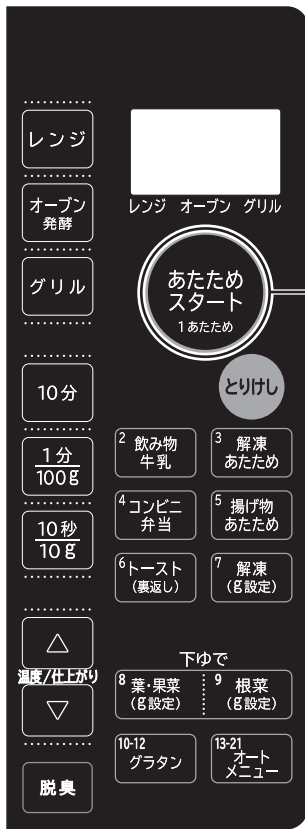 レンジ
オーブン
発酵
グリル
10分
1分
100g
10秒
10g
△
温度/仕上がり
▽
脱臭
レンジ オーブン グリル
あたため
スタート
1あたため
とりけし
2 飲み物
牛乳
3 解凍
あたため
4 コンビニ
弁当
5 揚げ物
あたため
6 トースト
(裏返し)
7 解凍
(g設定)
下ゆで
8 葉・果菜
(g設定)
9 根菜
(g設定)
10-12
グラタン
13-21
オート
メニュー